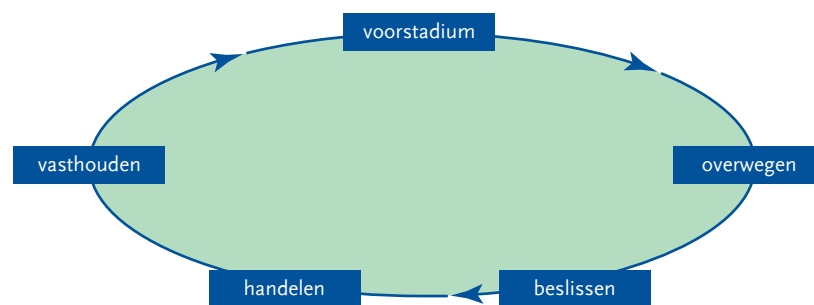 voorstadium
vasthouden
overwegen
handelen
beslissen